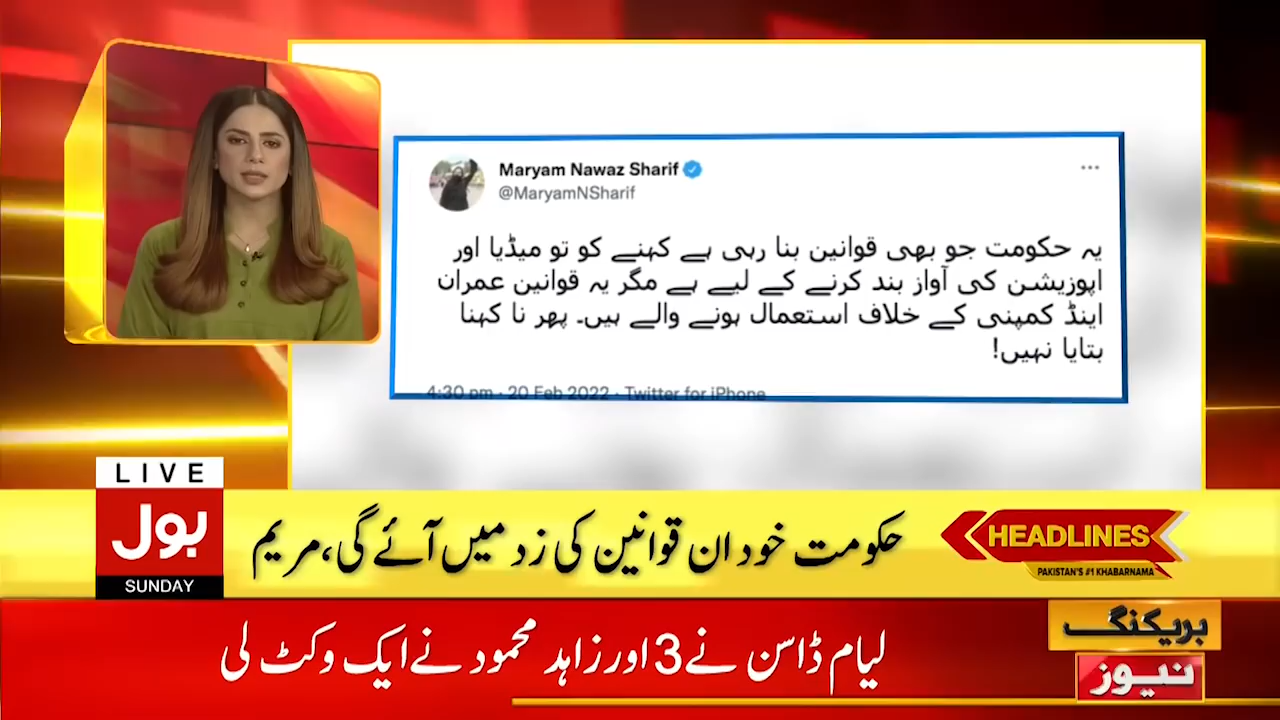 Maryam Nawaz Sharif
@MaryamNSharif
یہ حکومت جو بھی قوانین بنا رہی ہے کہنے کو تو میڈیا اور
اپوزیشن کی آواز بند کرنے کے لیے ہے مگر یہ قوانین عمران
اینڈ کمپنی کے خلاف استعمال ہونے والے ہیں۔ پھر نا کہنا
بتایا نہیں!
4:30 pm · 20 Feb 2022 · Twitter for iPhone
LIVE
بول
SUNDAY
حکومت خود ان قوانین کی زد میں آئے گی، مریم
HEADLINES
PAKISTAN'S #1 KHABARNAMA
لیام ڈاسن نے 3 اور زاہد محمود نے ایک وکٹ لی
بریکنگ
نیوز